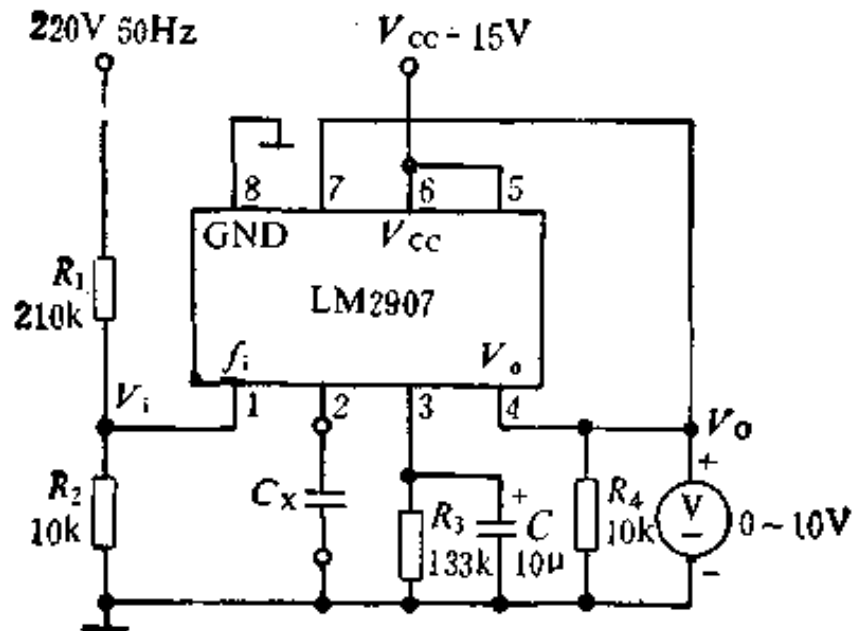 220V 50Hz
Vcc - 15V
8
7
6
5
GND
Vcc
R1
210k
LM2907
fi
Vo
Vi
1
2
3
4
Vo
+
R2
10k
Cx
R3
133k
+
C
10μ
R4
10k
V
−
0~10V
−